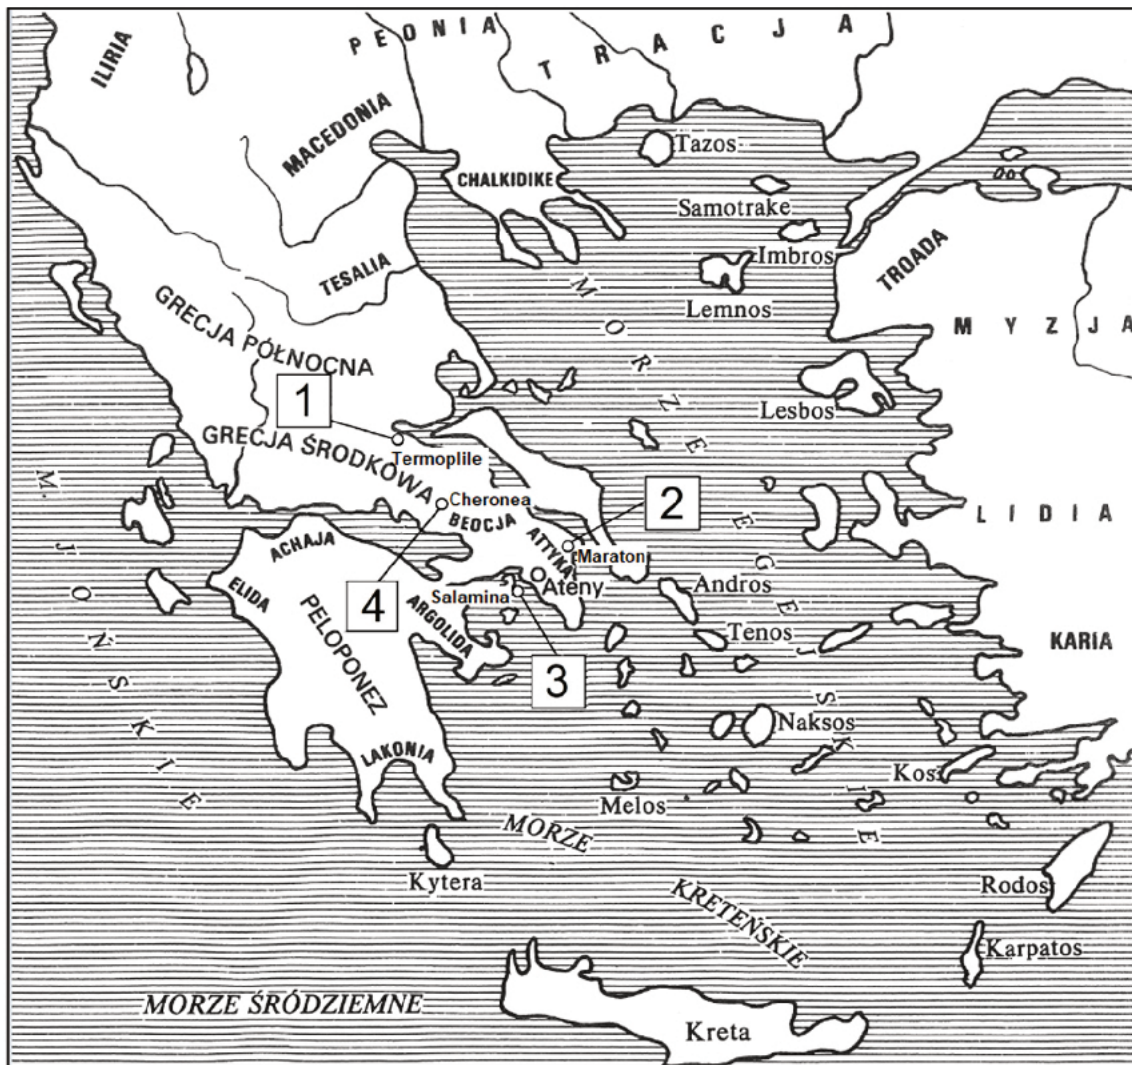 ILIRIA
PEONIA
TRACJA
MACEDONIA
CHALKIDIKE
Tazos
Samotrake
Imbros
Lemnos
TROADA
MYZJA
TESALIA
GRECJA PÓŁNOCNA
1
GRECJA ŚRODKOWA
Termoplile
Lesbos
MORZE EGEJSKIE
M. JOŃSKIE
Cheronea
BEOCJA
2
LIDIA
ATTYKA
Maraton
ACHAJA
ELIDA
4
Salamina
Ateny
Andros
ARGOLIDA
Tenos
KARIA
PELOPONEZ
3
Naksos
LAKONIA
Kos
Melos
MORZE
KRETEŃSKIE
Kytera
Rodos
Karpatos
MORZE ŚRÓDZIEMNE
Kreta